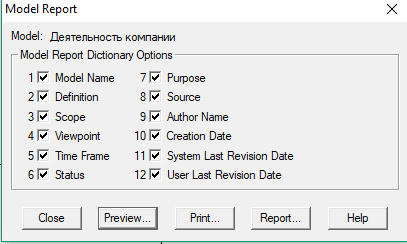 Model Report
Model: Деятельность компании
Model Report Dictionary Options
1 Model Name 7 Purpose
2 Definition 8 Source
3 Scope 9 Author Name
4 Viewpoint 10 Creation Date
5 Time Frame 11 System Last Revision Date
6 Status 12 User Last Revision Date
Close Preview... Print... Report... Help